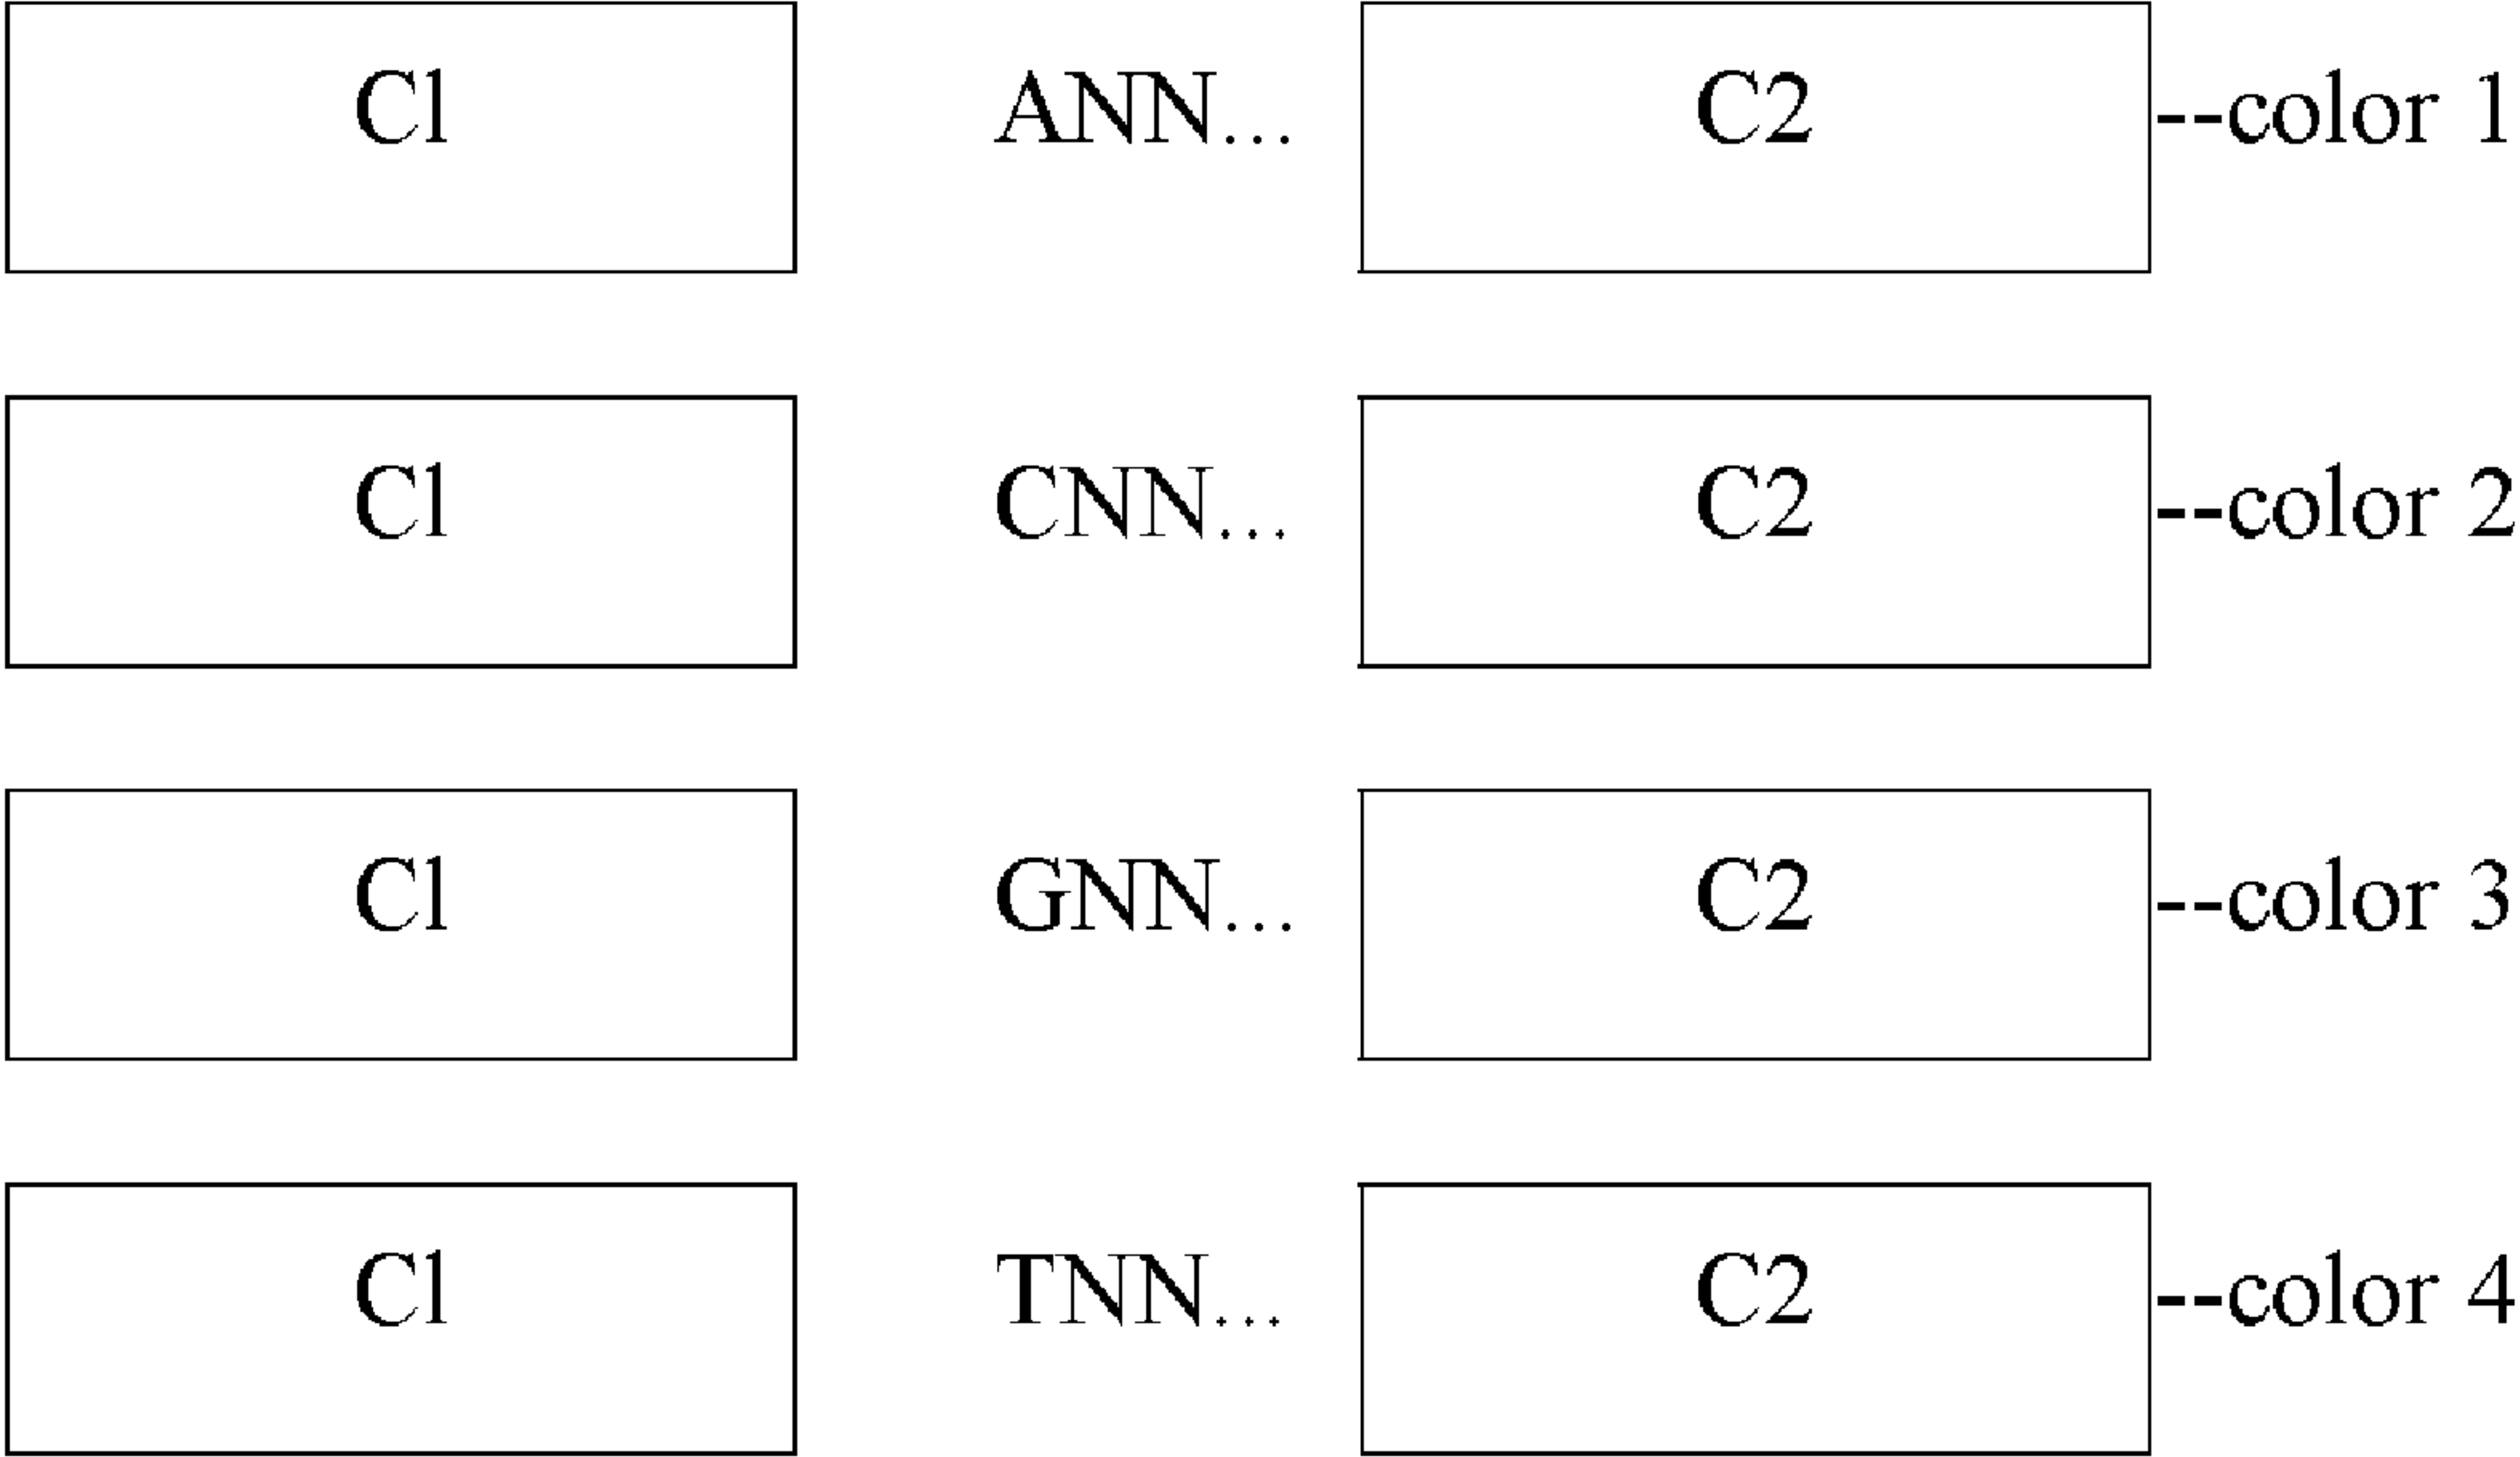 C1 ANN... C2 --color 1
C1 CNN... C2 --color 2
C1 GNN... C2 --color 3
C1 TNN... C2 --color 4